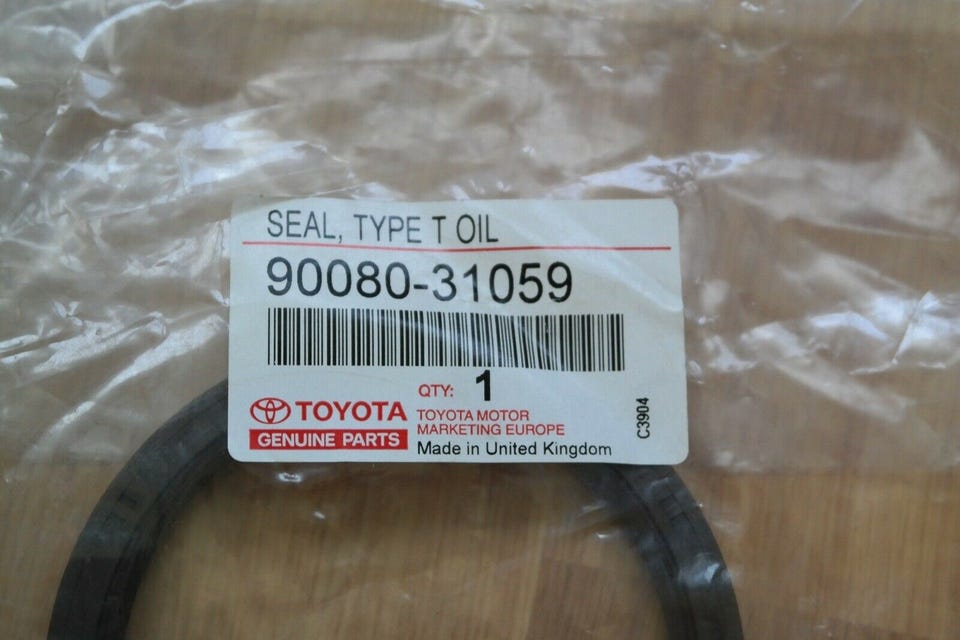 SEAL, TYPE T OIL
90080-31059
QTY: 1
TOYOTA
GENUINE PARTS
TOYOTA MOTOR
MARKETING EUROPE
Made in United Kingdom
C3904